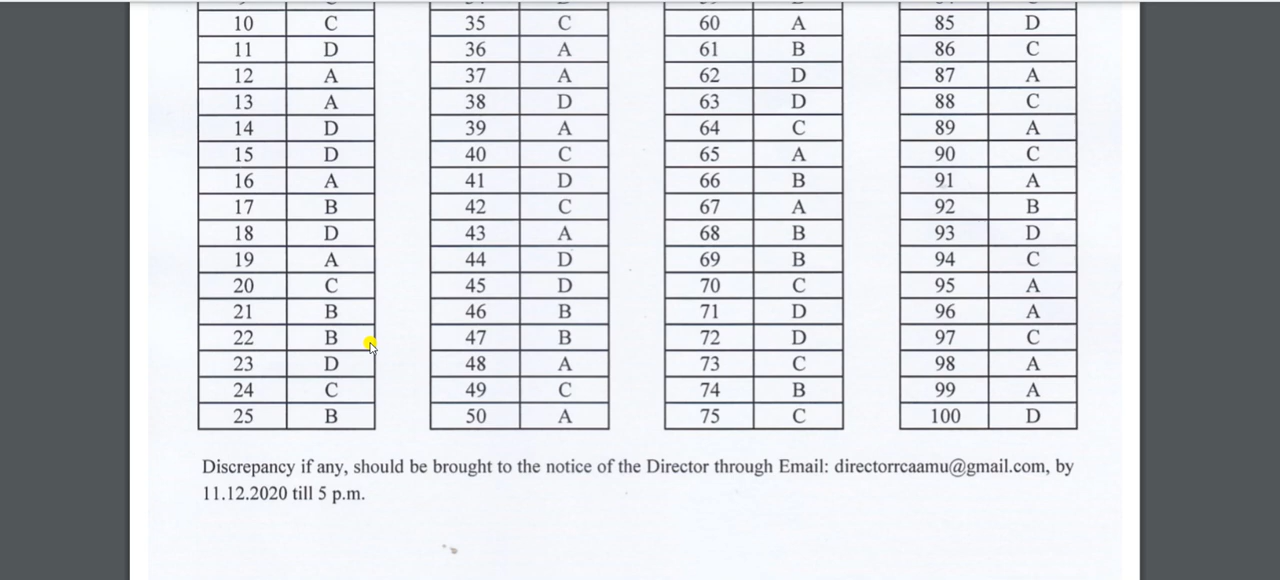 10 C 35 C 60 A 85 D
11 D 36 A 61 B 86 C
12 A 37 A 62 D 87 A
13 A 38 D 63 D 88 C
14 D 39 A 64 C 89 A
15 D 40 C 65 A 90 C
16 A 41 D 66 B 91 A
17 B 42 C 67 A 92 B
18 D 43 A 68 B 93 D
19 A 44 D 69 B 94 C
20 C 45 D 70 C 95 A
21 B 46 B 71 D 96 A
22 B 47 B 72 D 97 C
23 D 48 A 73 C 98 A
24 C 49 C 74 B 99 A
25 B 50 A 75 C 100 D
Discrepancy if any, should be brought to the notice of the Director through Email: directorrcaamu@gmail.com, by
11.12.2020 till 5 p.m.